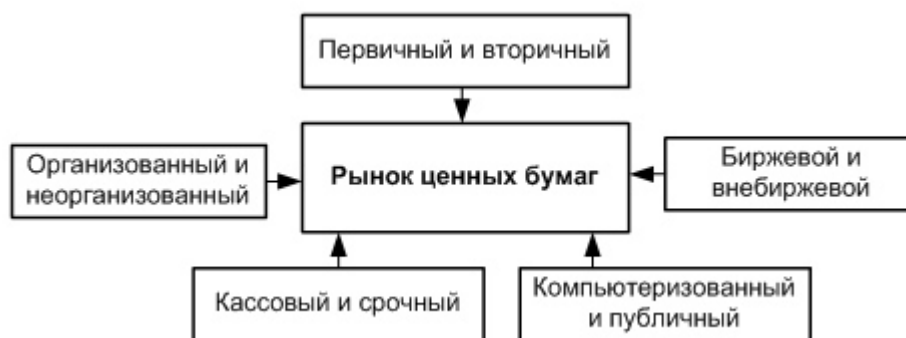 Первичный и вторичный
Организованный и
неорганизованный
Рынок ценных бумаг
Биржевой и
внебиржевой
Кассовый и срочный
Компьютеризованный
и публичный